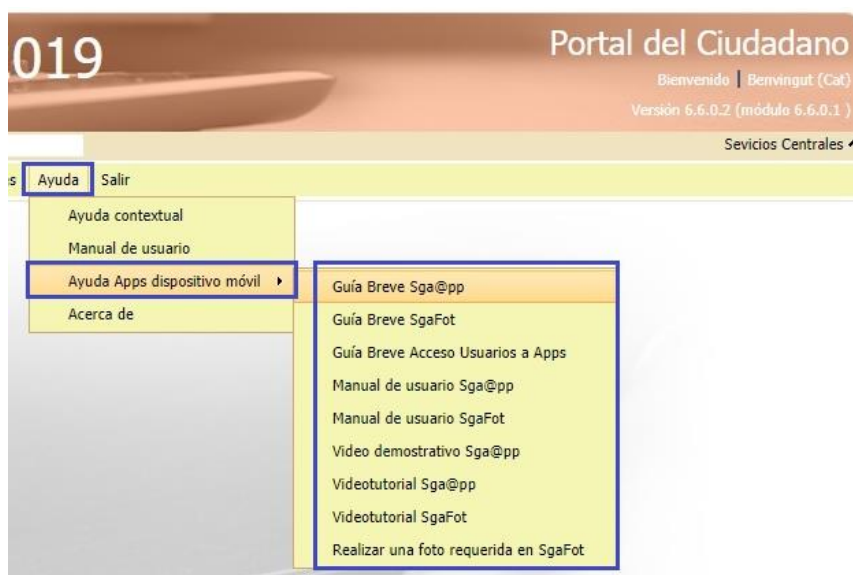 019
Portal del Ciudadano
Bienvenido | Benvingut (Cat)
Versión 6.6.0.2 (módulo 6.6.0.1 )
Sevicios Centrales
s Ayuda Salir
Ayuda contextual
Manual de usuario
Ayuda Apps dispositivo móvil
Acerca de
Guía Breve Sga@pp
Guía Breve SgaFot
Guía Breve Acceso Usuarios a Apps
Manual de usuario Sga@pp
Manual de usuario SgaFot
Video demostrativo Sga@pp
Videotutorial Sga@pp
Videotutorial SgaFot
Realizar una foto requerida en SgaFot